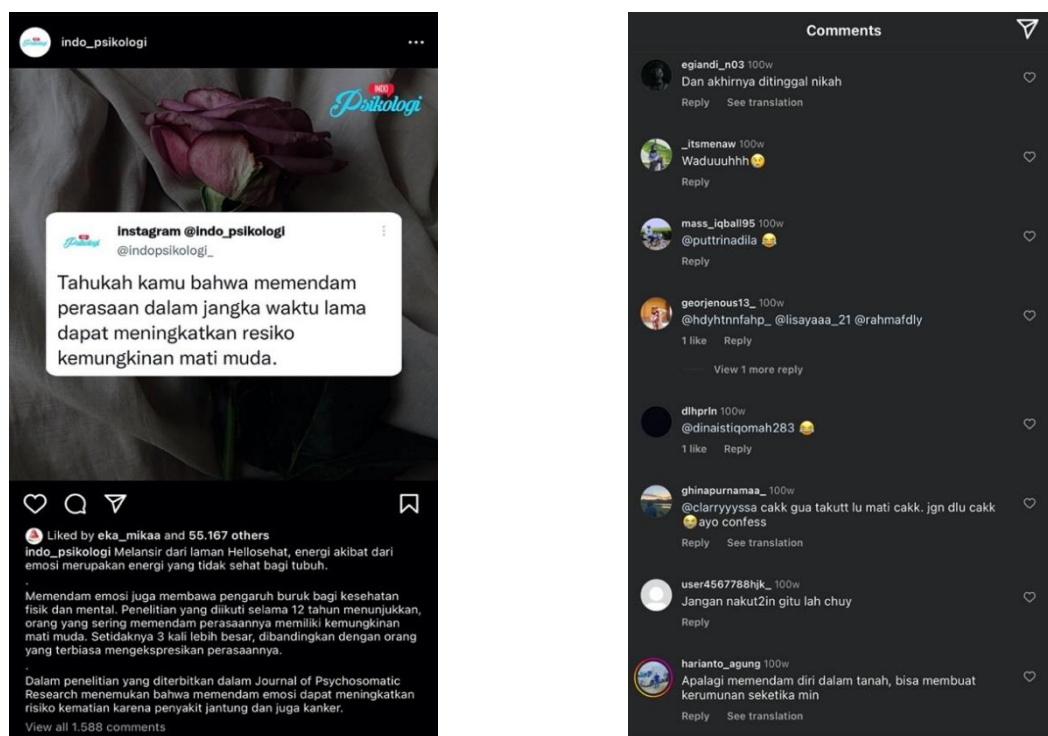 indo_psikologi
INDO
Psikologi
instagram @indo_psikologi
@indopsikologi_
Tahukah kamu bahwa memendam
perasaan dalam jangka waktu lama
dapat meningkatkan resiko
kemungkinan mati muda.
Liked by eka_mikaa and 55.167 others
indo_psikologi Melansir dari laman Hellosehat, energi akibat dari
emosi merupakan energi yang tidak sehat bagi tubuh.
.
Memendam emosi juga membawa pengaruh buruk bagi kesehatan
fisik dan mental. Penelitian yang diikuti selama 12 tahun menunjukkan,
orang yang sering memendam perasaannya memiliki kemungkinan
mati muda. Setidaknya 3 kali lebih besar, dibandingkan dengan orang
yang terbiasa mengekspresikan perasaannya.
.
Dalam penelitian yang diterbitkan dalam Journal of Psychosomatic
Research menemukan bahwa memendam emosi dapat meningkatkan
risiko kematian karena penyakit jantung dan juga kanker.
View all 1.588 comments
Comments
egiandi_n03 100w
Dan akhirnya ditinggal nikah
Reply See translation
_itsmenaw 100w
Waduuuhhh😢
Reply
mass_iqball95 100w
@puttrinadila 😂
Reply
georjenous13_ 100w
@hdyhtnnfahp_ @lisayaaa_21 @rahmafdly
1 like Reply
View 1 more reply
dlhprln 100w
@dinaistiqomah283 😂
1 like Reply
ghinapurnamaa_ 100w
@clarryyyssa cakk gua takutt lu mati cakk. jgn dlu cakk
😭ayo confess
Reply See translation
user4567788hjk_ 100w
Jangan nakut2in gitu lah chuy
Reply
harianto_agung 100w
Apalagi memendam diri dalam tanah, bisa membuat
kerumunan seketika min
Reply See translation